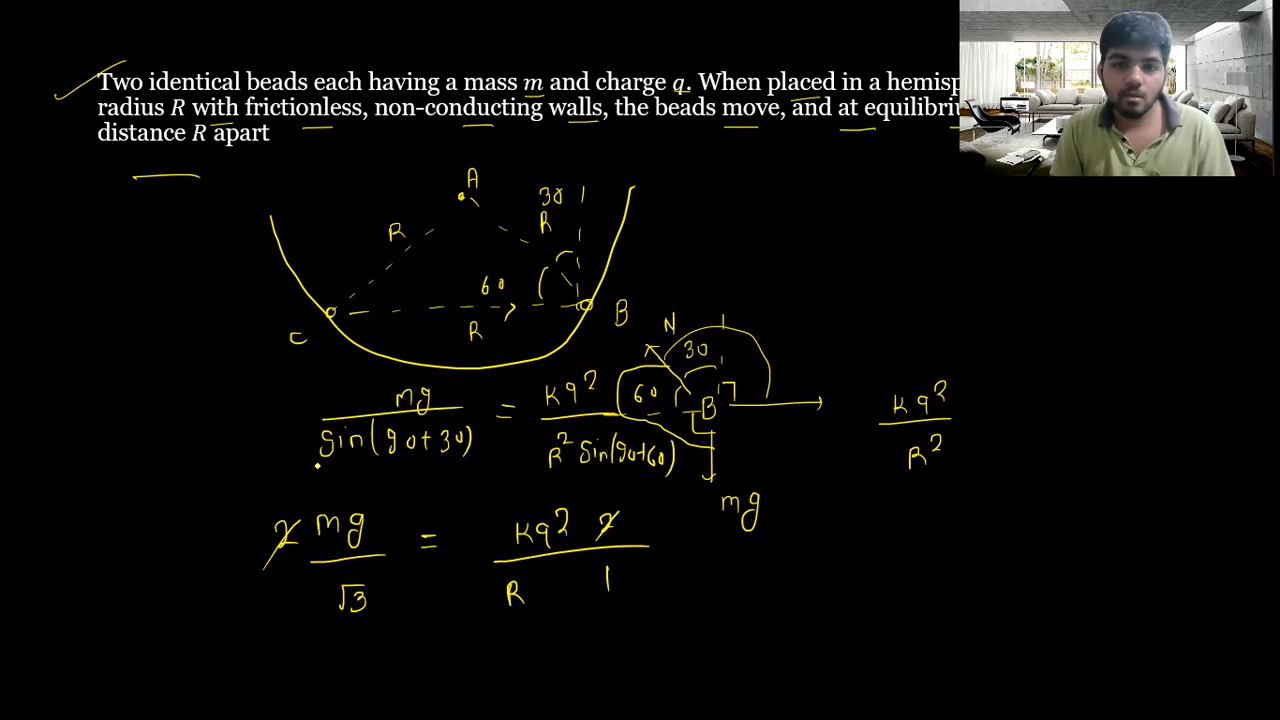 Two identical beads each having a mass m and charge q. When placed in a hemisp
radius R with frictionless, non-conducting walls, the beads move, and at equilibri
distance R apart
A
30
R
R
60
B
C
R
N
30
mg / sin(90+30) = kq² / R² sin(90+60)
60
B
kq² / R²
mg
2 mg / √3 = kq² 2 / R 1